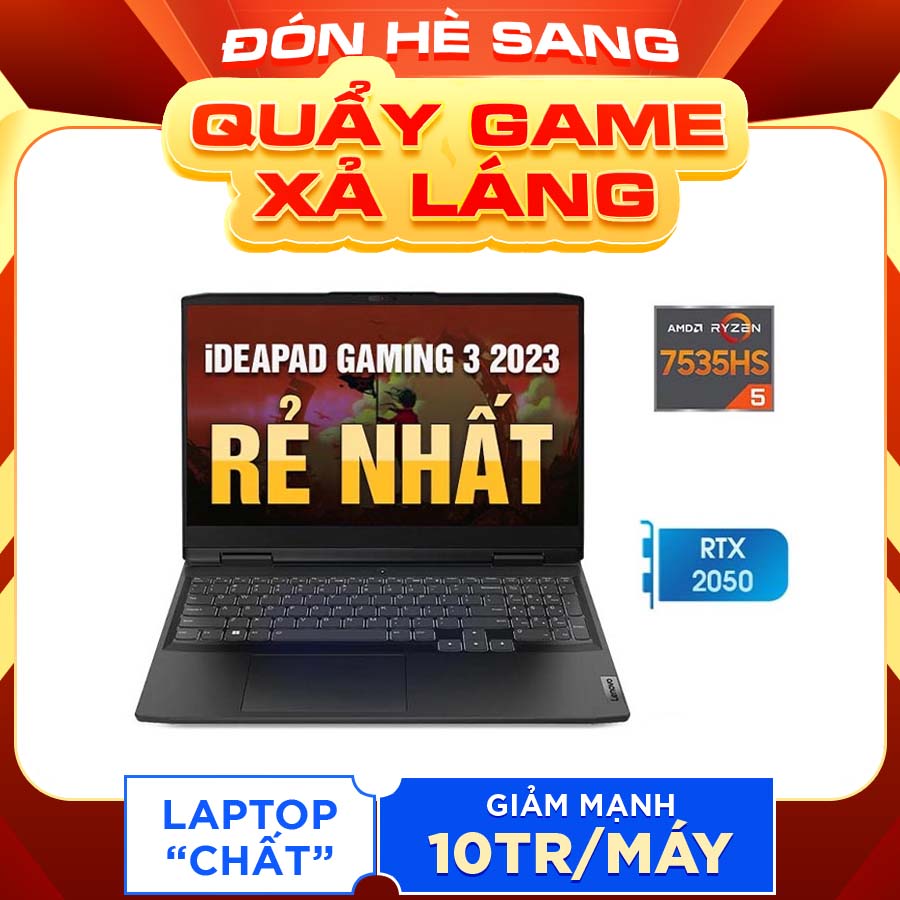 ĐÓN HÈ SANG
QUẨY GAME
XẢ LÁNG
iDEAPAD GAMING 3 2023
RẺ NHẤT
AMD RYZEN
7535HS
5
RTX
2050
Lenovo
LAPTOP
“CHẤT”
GIẢM MẠNH
10TR/MÁY